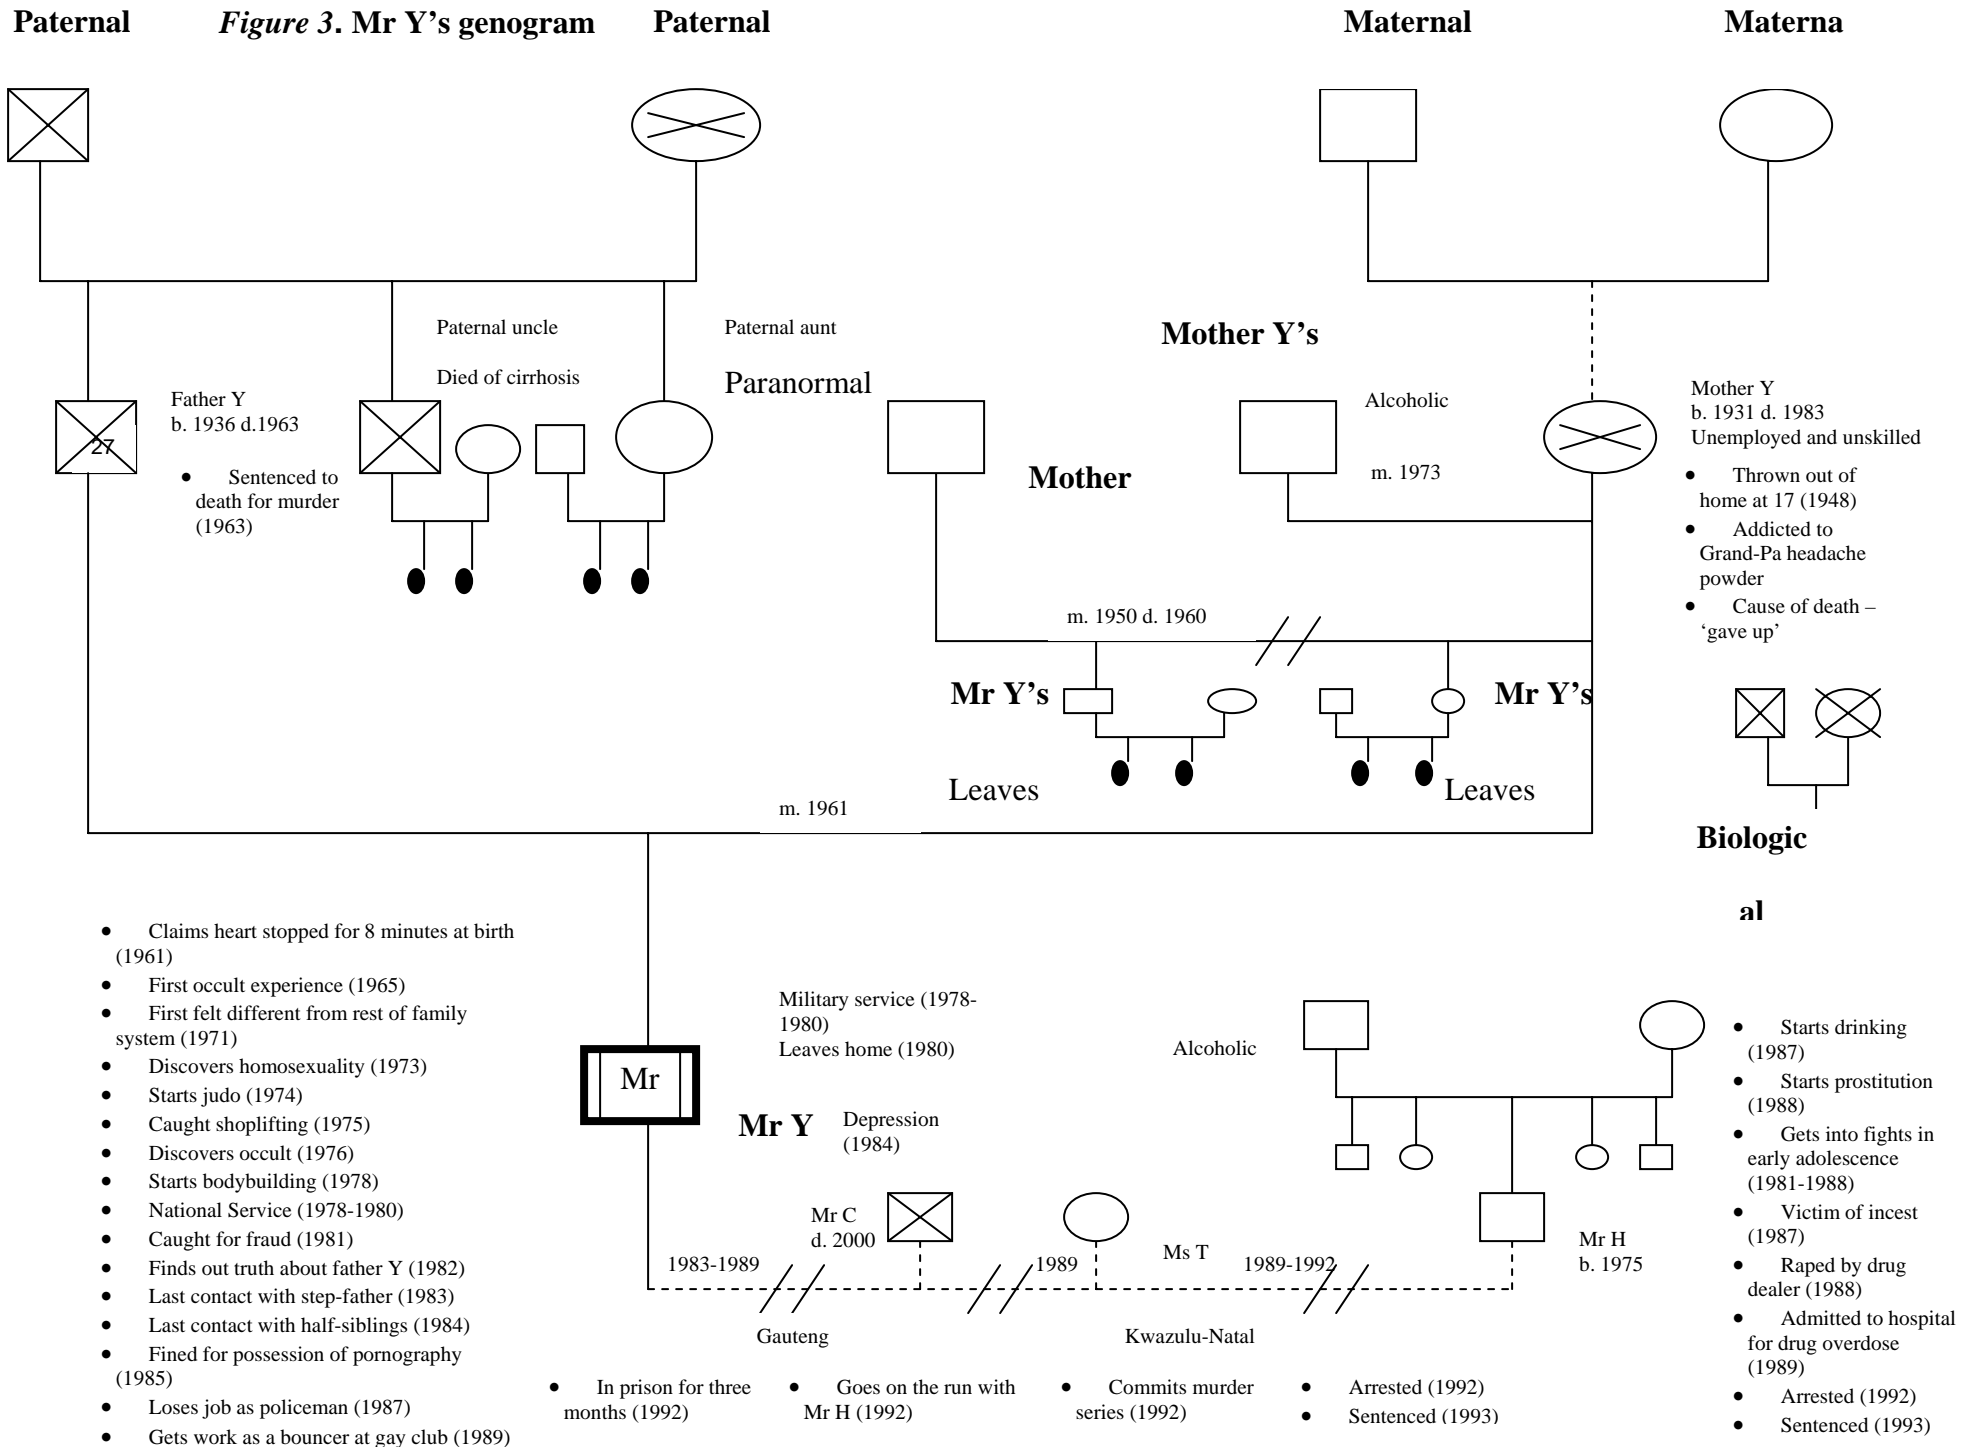 Paternal
Figure 3. Mr Y's genogram
Paternal
Maternal
Materna
Paternal uncle
Died of cirrhosis
Paternal aunt
Paranormal
Mother Y's
Father Y
b. 1936 d.1963
27
• Sentenced to
death for murder
(1963)
Mother
Alcoholic
m. 1973
Mother Y
b. 1931 d. 1983
Unemployed and unskilled
• Thrown out of
home at 17 (1948)
• Addicted to
Grand-Pa headache
powder
• Cause of death –
‘gave up’
m. 1950 d. 1960
Mr Y's
Mr Y's
Leaves
Leaves
m. 1961
Biologic
al
• Claims heart stopped for 8 minutes at birth
(1961)
• First occult experience (1965)
• First felt different from rest of family
system (1971)
• Discovers homosexuality (1973)
• Starts judo (1974)
• Caught shoplifting (1975)
• Discovers occult (1976)
• Starts bodybuilding (1978)
• National Service (1978-1980)
• Caught for fraud (1981)
• Finds out truth about father Y (1982)
• Last contact with step-father (1983)
• Last contact with half-siblings (1984)
• Fined for possession of pornography
(1985)
• Loses job as policeman (1987)
• Gets work as a bouncer at gay club (1989)
Military service (1978-
1980)
Leaves home (1980)
Mr
Mr Y
Depression
(1984)
Alcoholic
Mr C
d. 2000
Ms T
Mr H
b. 1975
1983-1989
1989
1989-1992
Gauteng
Kwazulu-Natal
• In prison for three
months (1992)
• Goes on the run with
Mr H (1992)
• Commits murder
series (1992)
• Arrested (1992)
• Sentenced (1993)
• Starts drinking
(1987)
• Starts prostitution
(1988)
• Gets into fights in
early adolescence
(1981-1988)
• Victim of incest
(1987)
• Raped by drug
dealer (1988)
• Admitted to hospital
for drug overdose
(1989)
• Arrested (1992)
• Sentenced (1993)